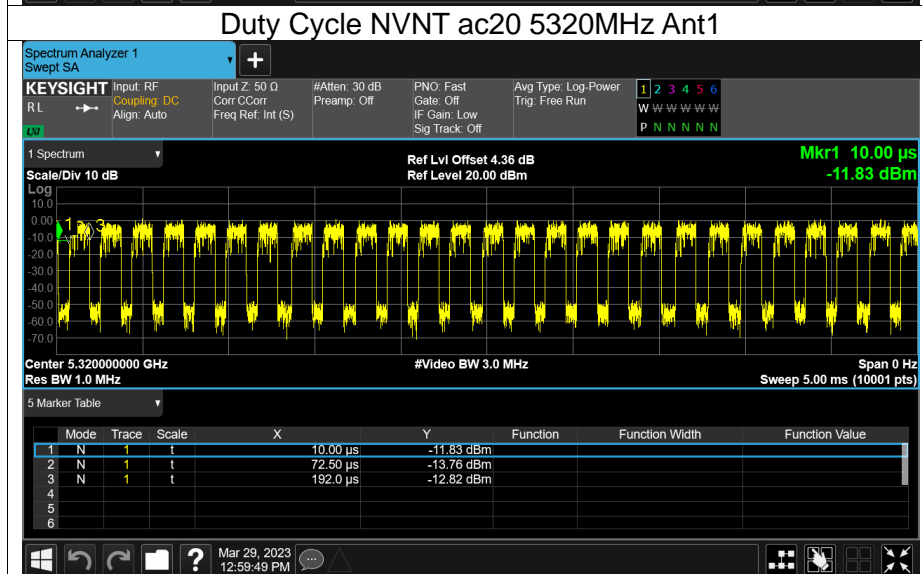 Duty Cycle NVNT ac20 5320MHz Ant1
Spectrum Analyzer 1
Swept SA
+
KEYSIGHT
R L
LXI
Input: RF
Coupling: DC
Align: Auto
Input Z: 50 Ω
Corr CCorr
Freq Ref: Int (S)
#Atten: 30 dB
Preamp: Off
PNO: Fast
Gate: Off
IF Gain: Low
Sig Track: Off
Avg Type: Log-Power
Trig: Free Run
1 2 3 4 5 6
W W W W W W
P N N N N N
1 Spectrum
Scale/Div 10 dB
Ref Lvl Offset 4.36 dB
Ref Level 20.00 dBm
Mkr1 10.00 µs
-11.83 dBm
Log
10.0
0.00
-10.0
-20.0
-30.0
-40.0
-50.0
-60.0
-70.0
1 2 3
Center 5.320000000 GHz
Res BW 1.0 MHz
#Video BW 3.0 MHz
Span 0 Hz
Sweep 5.00 ms (10001 pts)
5 Marker Table
Mode Trace Scale X Y Function Function Width Function Value
1 N 1 t 10.00 µs -11.83 dBm
2 N 1 t 72.50 µs -13.76 dBm
3 N 1 t 192.0 µs -12.82 dBm
4
5
6
?
Mar 29, 2023
12:59:49 PM